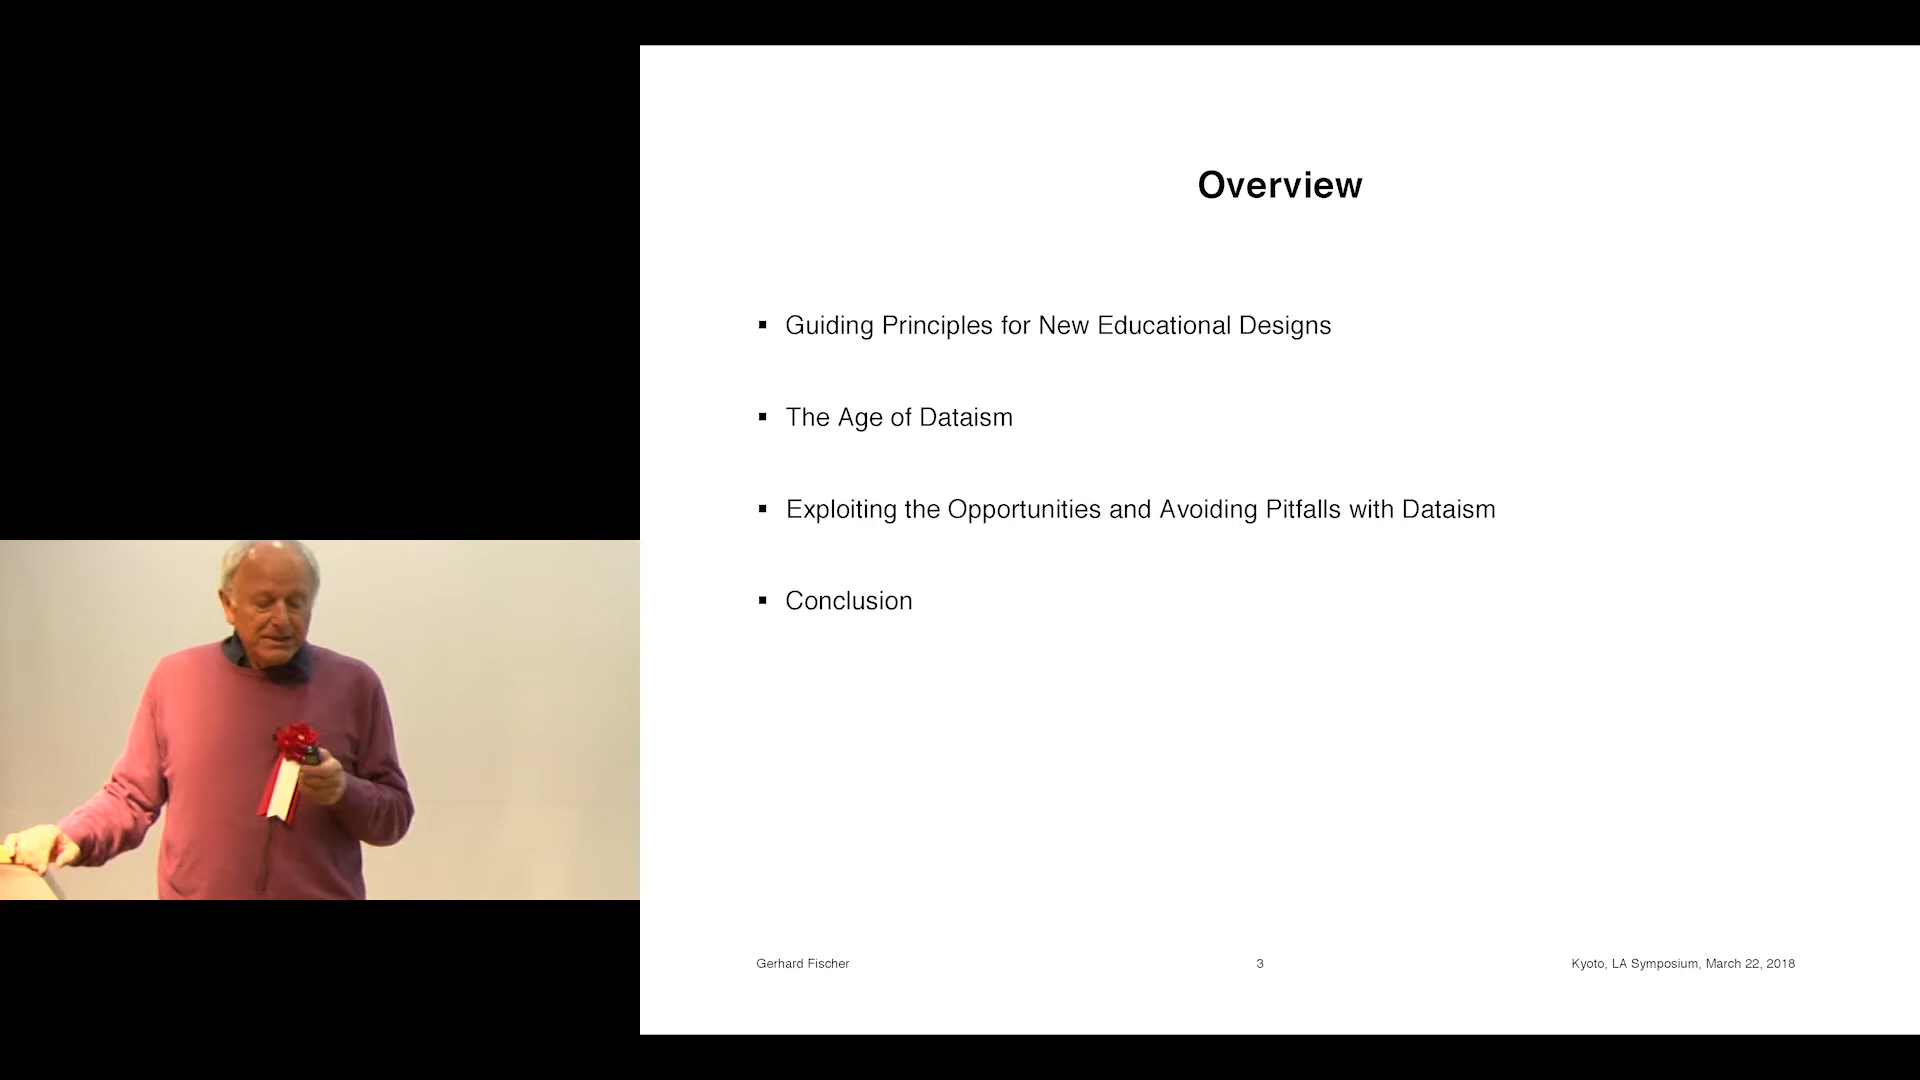 Overview
▪ Guiding Principles for New Educational Designs
▪ The Age of Dataism
▪ Exploiting the Opportunities and Avoiding Pitfalls with Dataism
▪ Conclusion
Gerhard Fischer 3 Kyoto, LA Symposium, March 22, 2018